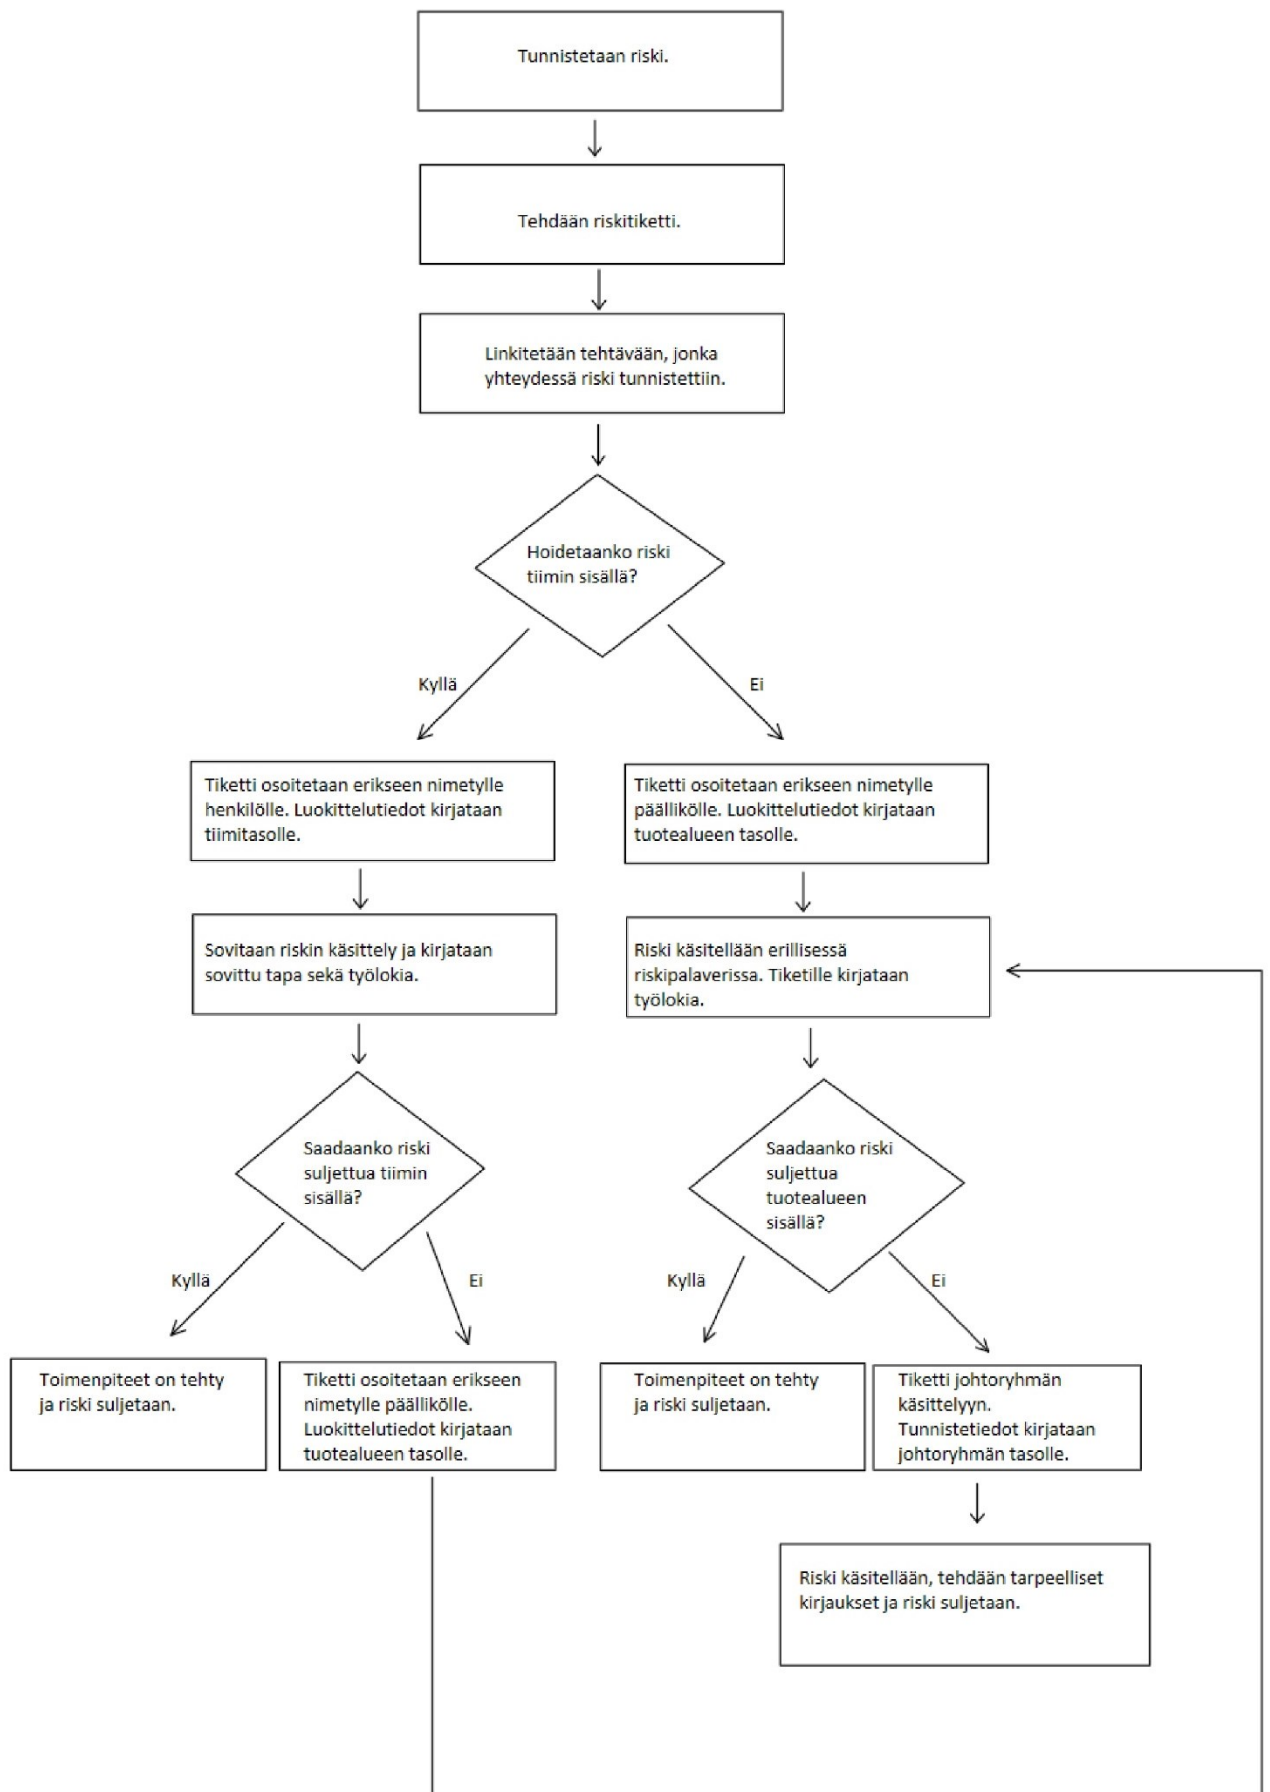 Tunnistetaan riski.
Tehdään riskitiketti.
Linkitetään tehtävään, jonka
yhteydessä riski tunnistettiin.
Hoidetaanko riski
tiimin sisällä?
Kyllä
Ei
Tiketti osoitetaan erikseen nimetylle
henkilölle. Luokittelutiedot kirjataan
tiimitasolle.
Tiketti osoitetaan erikseen nimetylle
päällikölle. Luokittelutiedot kirjataan
tuotealueen tasolle.
Sovitaan riskin käsittely ja kirjataan
sovittu tapa sekä työlokia.
Riski käsitellään erillisessä
riskipalaverissa. Tiketille kirjataan
työlokia.
Saadaanko riski
suljettua tiimin
sisällä?
Saadaanko riski
suljettua
tuotealueen
sisällä?
Kyllä
Ei
Kyllä
Ei
Toimenpiteet on tehty
ja riski suljetaan.
Tiketti osoitetaan erikseen
nimetylle päällikölle.
Luokittelutiedot kirjataan
tuotealueen tasolle.
Toimenpiteet on tehty
ja riski suljetaan.
Tiketti johtoryhmän
käsittelyyn.
Tunnistetiedot kirjataan
johtoryhmän tasolle.
Riski käsitellään, tehdään tarpeelliset
kirjaukset ja riski suljetaan.